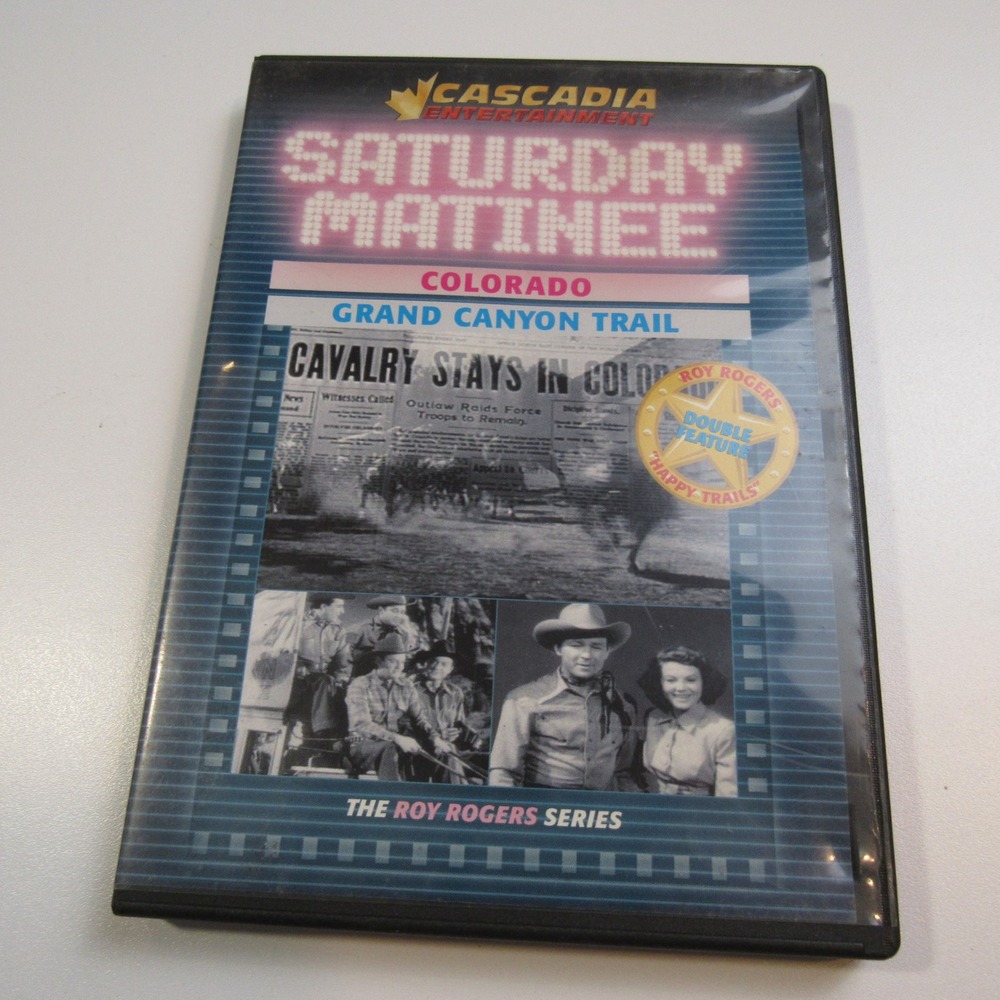 CASCADIA
ENTERTAINMENT
SATURDAY
MATINEE
COLORADO
GRAND CANYON TRAIL
CAVALRY STAYS IN
News
Witnesses Called
Outlaw Raids Force
Troops to Remain.
ROY ROGERS
DOUBLE
FEATURE
"HAPPY TRAILS"
THE ROY ROGERS SERIES